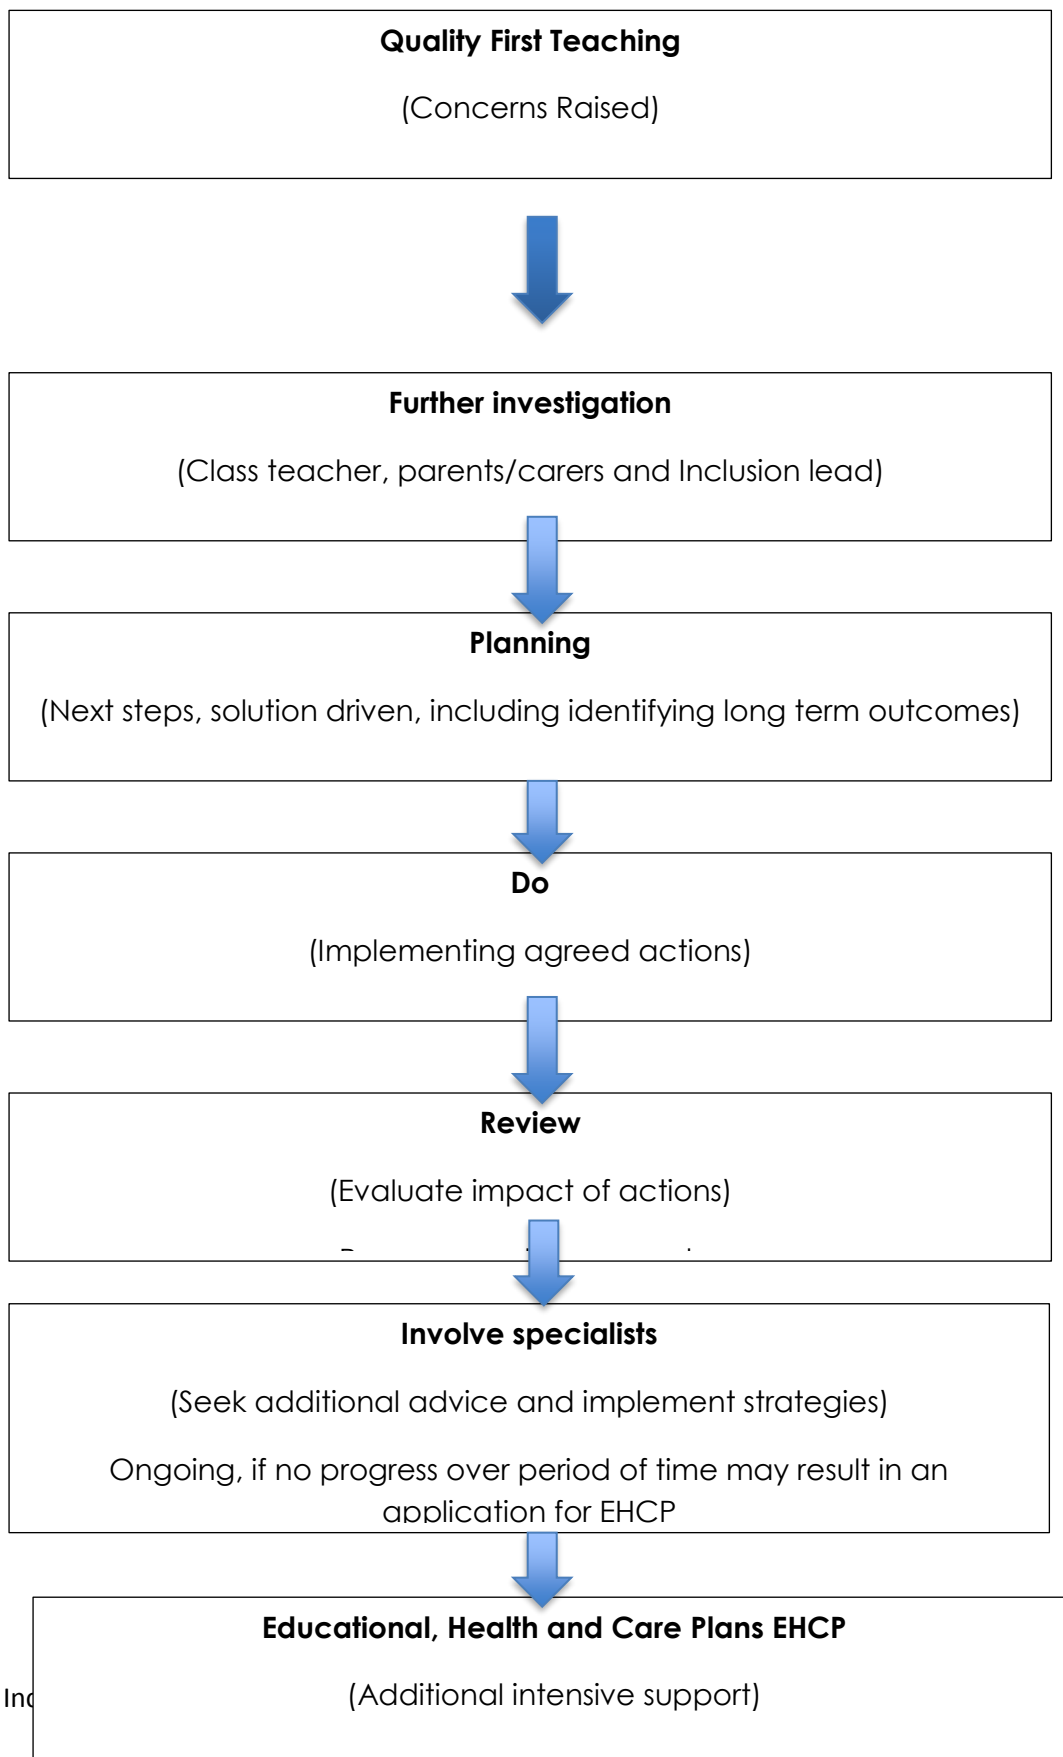 Quality First Teaching
(Concerns Raised)
Further investigation
(Class teacher, parents/carers and Inclusion lead)
Planning
(Next steps, solution driven, including identifying long term outcomes)
Do
(Implementing agreed actions)
Review
(Evaluate impact of actions)
Involve specialists
(Seek additional advice and implement strategies)
Ongoing, if no progress over period of time may result in an
application for EHCP
Educational, Health and Care Plans EHCP
(Additional intensive support)